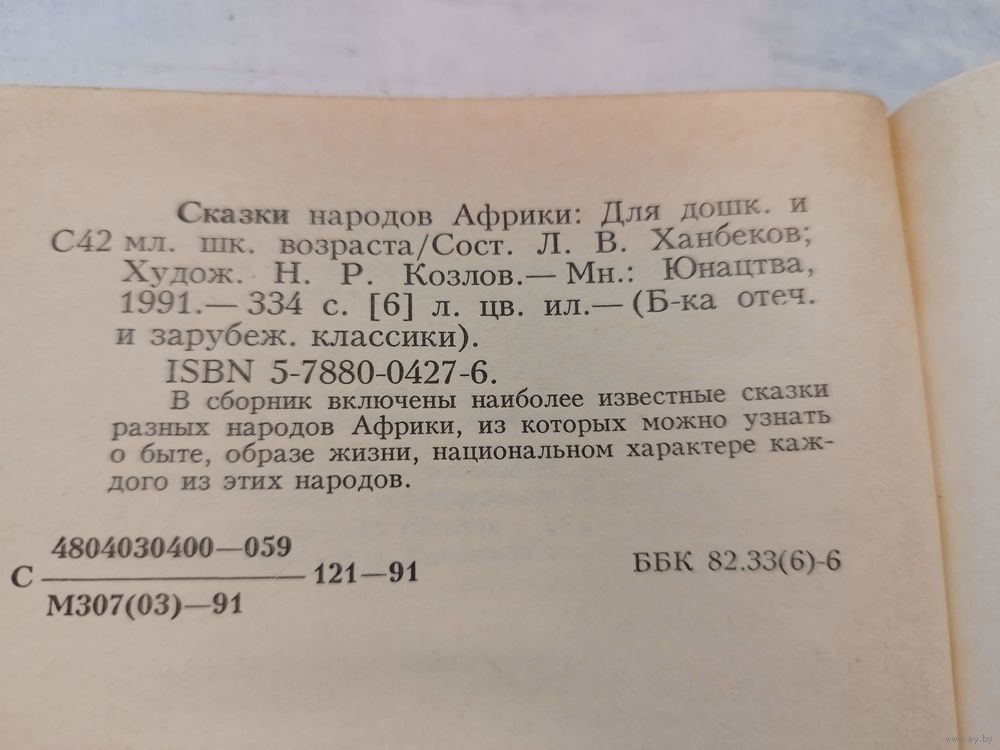 Сказки народов Африки: Для дошк. и
С42 мл. шк. возраста/Сост. Л. В. Ханбеков;
Худож. Н. Р. Козлов.— Мн.: Юнацтва,
1991.— 334 с. [6] л. цв. ил.— (Б-ка отеч.
и зарубеж. классики).
ISBN 5-7880-0427-6.
В сборник включены наиболее известные сказки
разных народов Африки, из которых можно узнать
о быте, образе жизни, национальном характере каж-
дого из этих народов.
4804030400—059
С ——— 121—91
М307(03)—91
ББК 82.33(6)-6
www.ay.by